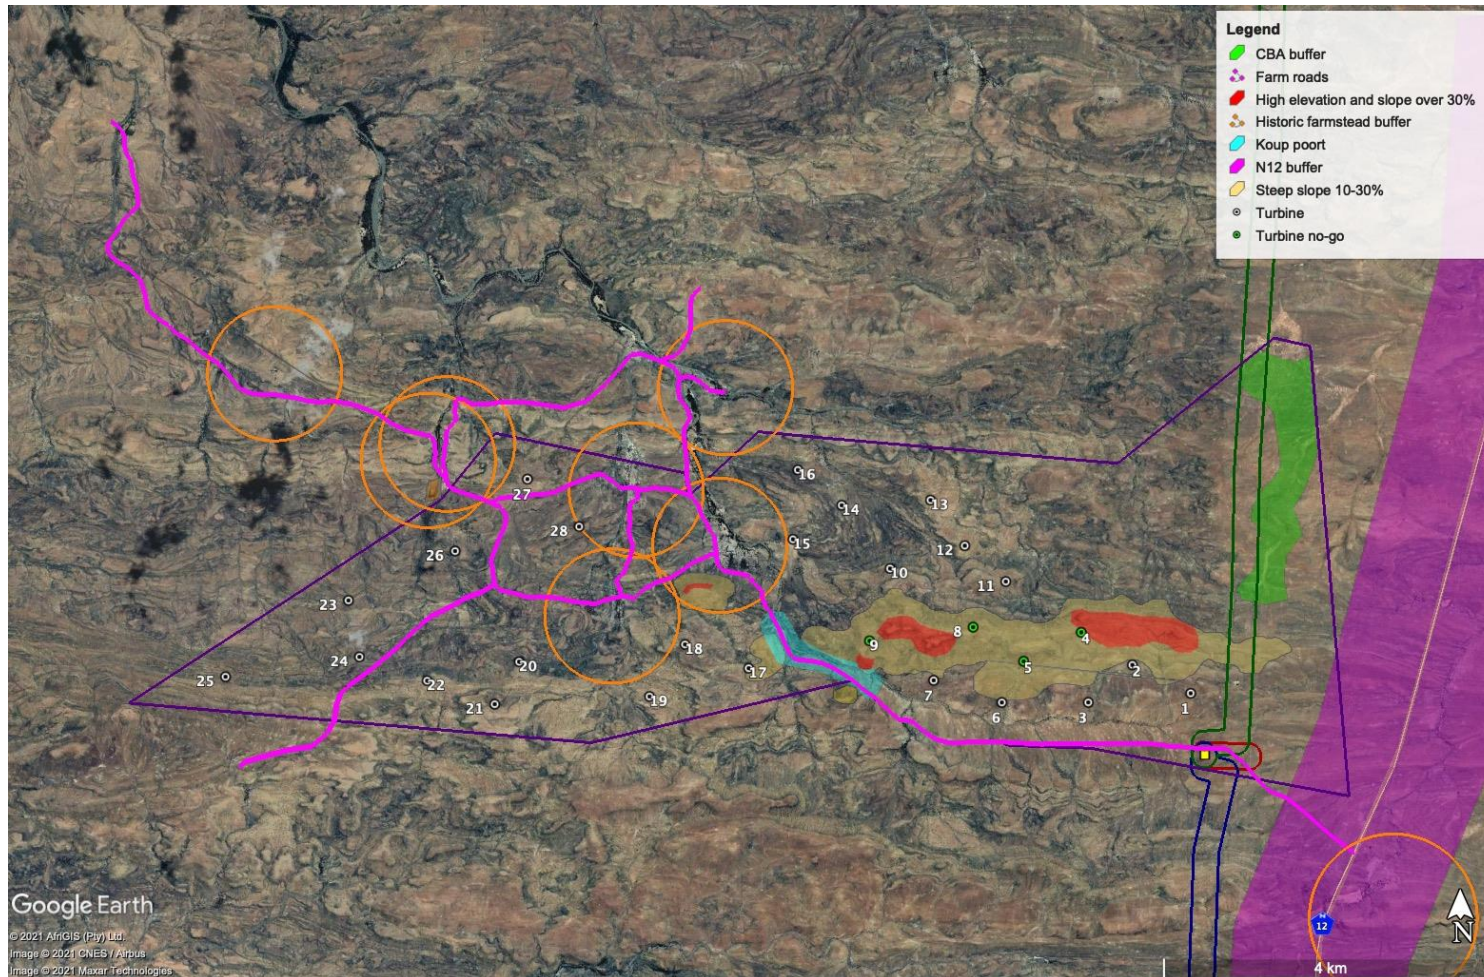 Legend
CBA buffer
Farm roads
High elevation and slope over 30%
Historic farmstead buffer
Koup poort
N12 buffer
Steep slope 10-30%
Turbine
Turbine no-go
16
27
13
14
28
15
12
26
10
11
23
8
4
9
18
24
20
5
2
17
25
22
7
1
19
21
6
3
Google Earth
© 2021 AfriGIS (Pty) Ltd.
Image © 2021 CNES / Airbus
Image © 2021 Maxar Technologies
N
12
N
4 km